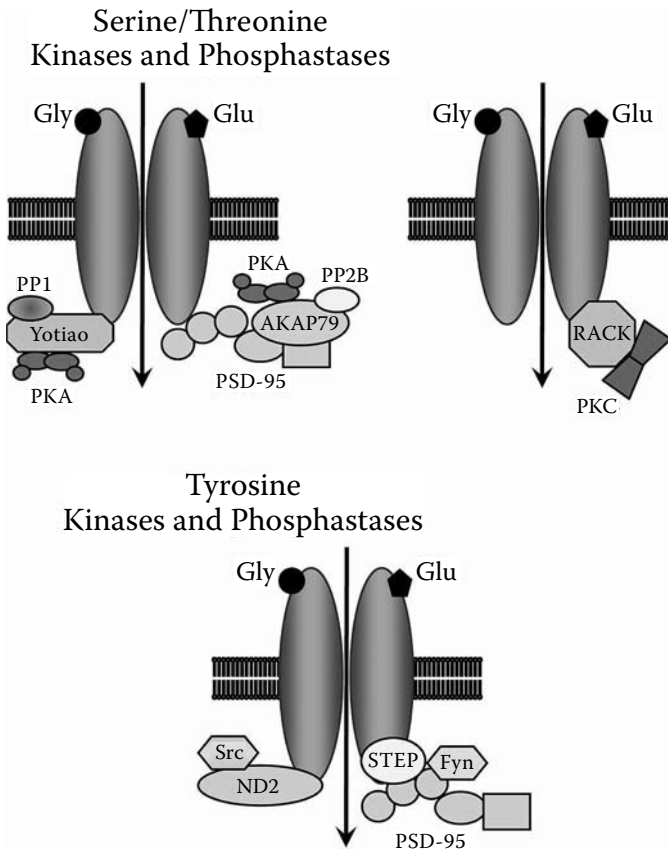 Serine/Threonine
Kinases and Phosphastases
Gly
Glu
Gly
Glu
PKA
PP2B
PP1
Yotiao
AKAP79
RACK
PSD-95
PKA
PKC
Tyrosine
Kinases and Phosphastases
Gly
Glu
Src
STEP
Fyn
ND2
PSD-95